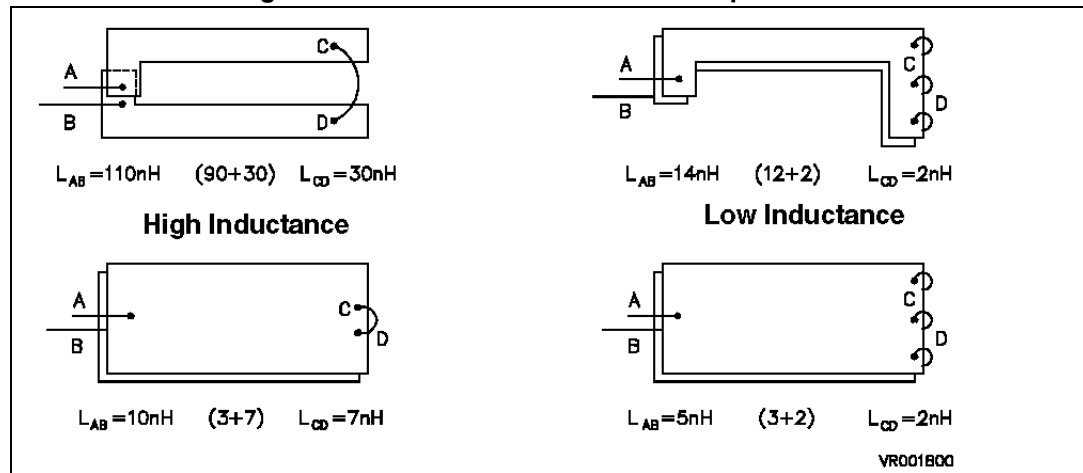 C
A
B
D
L_AB=110nH (90+30) L_CD=30nH
High Inductance
A
B
C
D
L_AB=14nH (12+2) L_CD=2nH
Low Inductance
A
B
C
D
L_AB=10nH (3+7) L_CD=7nH
A
B
C
D
L_AB=5nH (3+2) L_CD=2nH
VR001800